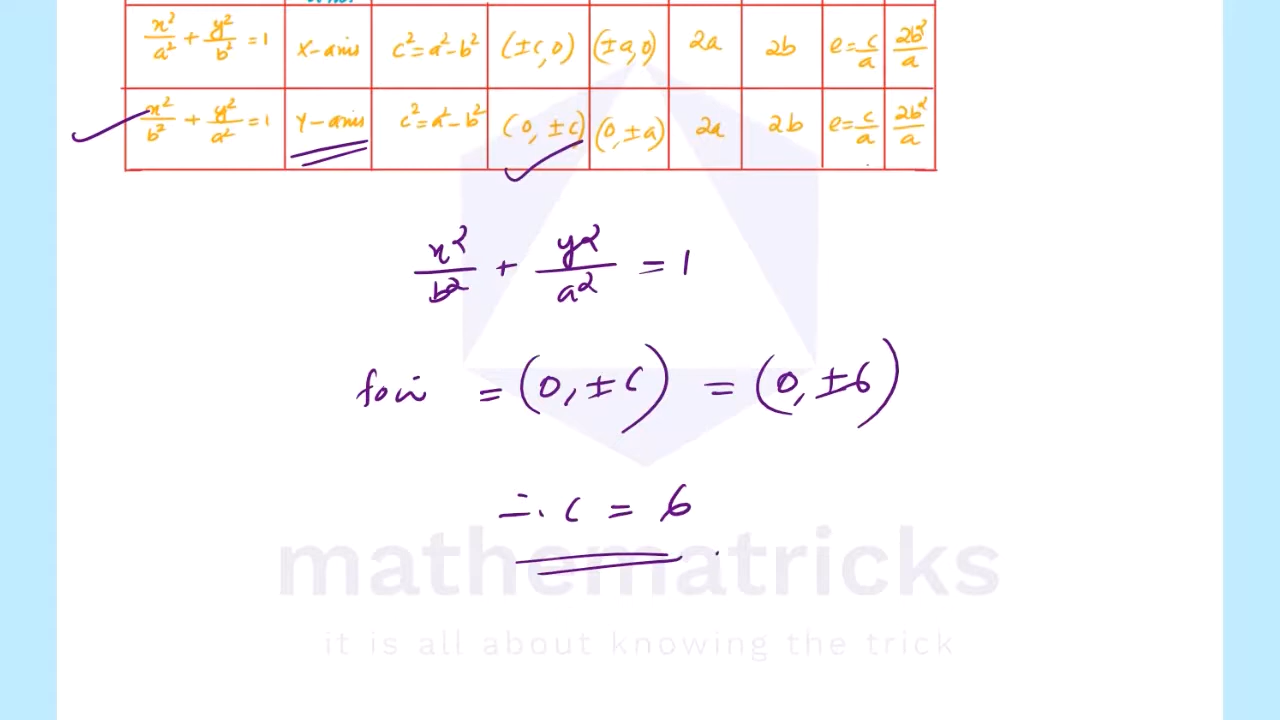 x²/a² + y²/b² = 1 X-axis c² = a² - b² (±c, 0) (±a, 0) 2a 2b e = c/a 2b²/a
x²/b² + y²/a² = 1 Y-axis c² = a² - b² (0, ±c) (0, ±a) 2a 2b e = c/a 2b²/a
x²/b² + y²/a² = 1
foci = (0, ±c) = (0, ±6)
∴ c = 6
mathematricks
it is all about knowing the trick